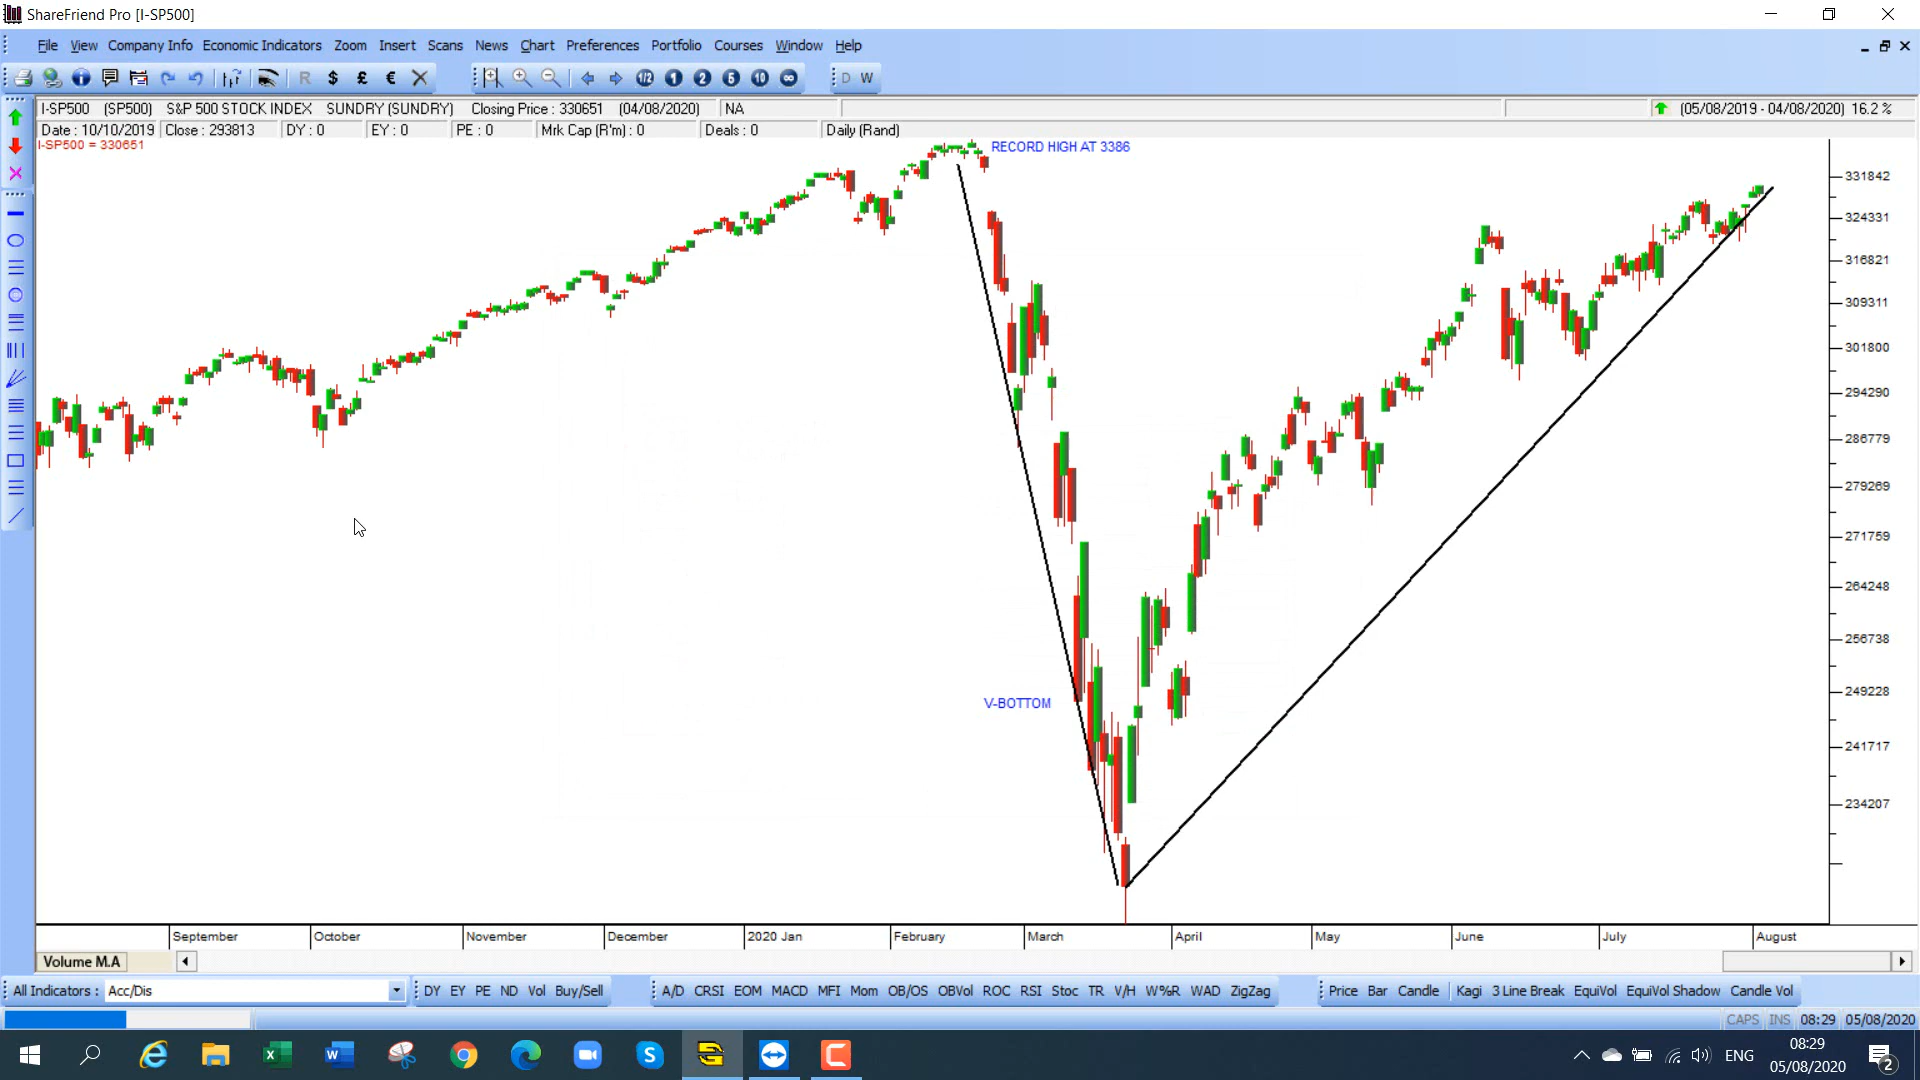 ShareFriend Pro [I-SP500]
File View Company Info Economic Indicators Zoom Insert Scans News Chart Preferences Portfolio Courses Window Help
R $ £ € 1/2 1 2 5 10 ∞ D W
I-SP500 (SP500) S&P 500 STOCK INDEX SUNDRY (SUNDRY) Closing Price : 330651 (04/08/2020) NA (05/08/2019 - 04/08/2020) 16.2 %
Date : 10/10/2019 Close : 293813 DY : 0 EY : 0 PE : 0 Mrk Cap (R'm) : 0 Deals : 0 Daily (Rand)
I-SP500 = 330651
RECORD HIGH AT 3386
331842
324331
316821
309311
301800
294290
286779
279269
271759
264248
256738
249228
V-BOTTOM
241717
234207
September October November December 2020 Jan February March April May June July August
Volume M.A
All Indicators : Acc/Dis DY EY PE ND Vol Buy/Sell A/D CRSI EOM MACD MFI Mom OB/OS OBVol ROC RSI Stoc TR V/H W%R WAD ZigZag Price Bar Candle Kagi 3 Line Break EquiVol EquiVol Shadow Candle Vol
CAPS INS 08:29 05/08/2020
08:29
ENG
05/08/2020
2